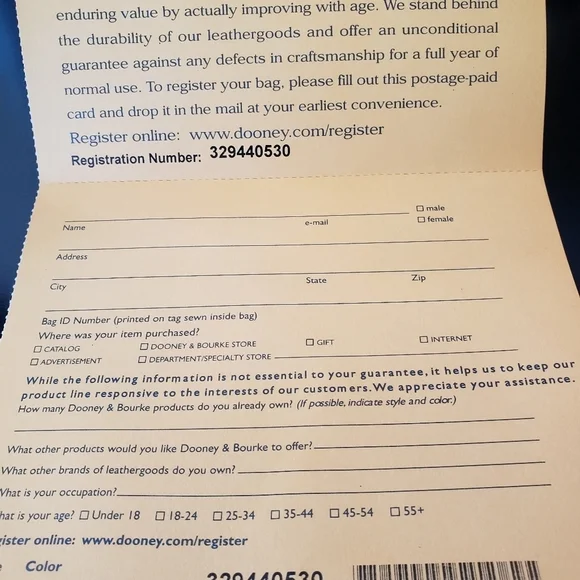 enduring value by actually improving with age. We stand behind
the durability of our leathergoods and offer an unconditional
guarantee against any defects in craftsmanship for a full year of
normal use. To register your bag, please fill out this postage-paid
card and drop it in the mail at your earliest convenience.
Register online: www.dooney.com/register
Registration Number: 329440530
☐ male
Name e-mail ☐ female
Address
City State Zip
Bag ID Number (printed on tag sewn inside bag)
Where was your item purchased?
☐ CATALOG ☐ DOONEY & BOURKE STORE ☐ GIFT ☐ INTERNET
☐ ADVERTISEMENT ☐ DEPARTMENT/SPECIALTY STORE
While the following information is not essential to your guarantee, it helps us to keep our
product line responsive to the interests of our customers. We appreciate your assistance.
How many Dooney & Bourke products do you already own? (If possible, indicate style and color.)
What other products would you like Dooney & Bourke to offer?
What other brands of leathergoods do you own?
What is your occupation?
hat is your age? ☐ Under 18 ☐ 18-24 ☐ 25-34 ☐ 35-44 ☐ 45-54 ☐ 55+
gister online: www.dooney.com/register
e Color
329440530